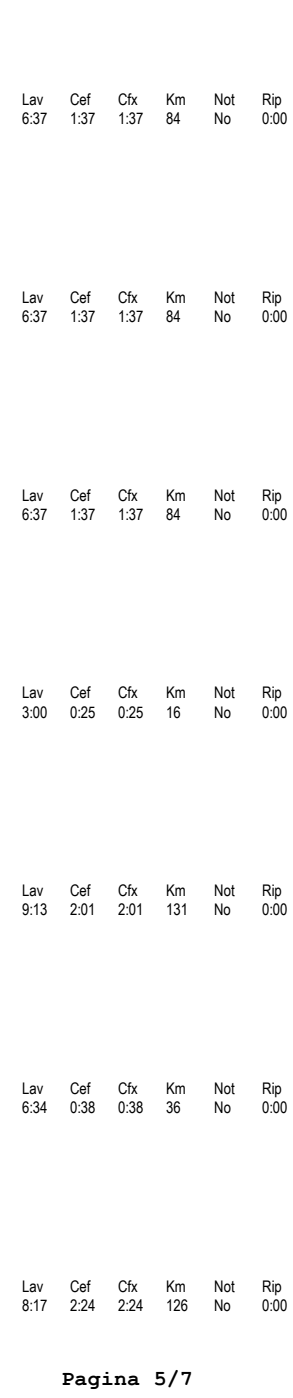 Lav Cef Cfx Km Not Rip
6:37 1:37 1:37 84 No 0:00
Lav Cef Cfx Km Not Rip
6:37 1:37 1:37 84 No 0:00
Lav Cef Cfx Km Not Rip
6:37 1:37 1:37 84 No 0:00
Lav Cef Cfx Km Not Rip
3:00 0:25 0:25 16 No 0:00
Lav Cef Cfx Km Not Rip
9:13 2:01 2:01 131 No 0:00
Lav Cef Cfx Km Not Rip
6:34 0:38 0:38 36 No 0:00
Lav Cef Cfx Km Not Rip
8:17 2:24 2:24 126 No 0:00
Pagina 5/7